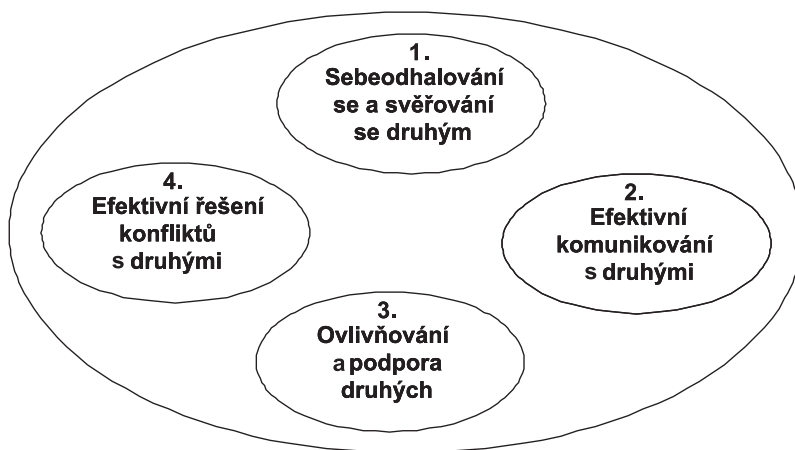 1.
Sebeodhalování
se a svěřování
se druhým
2.
Efektivní
komunikování
s druhými
3.
Ovlivňování
a podpora
druhých
4.
Efektivní řešení
konfliktů
s druhými